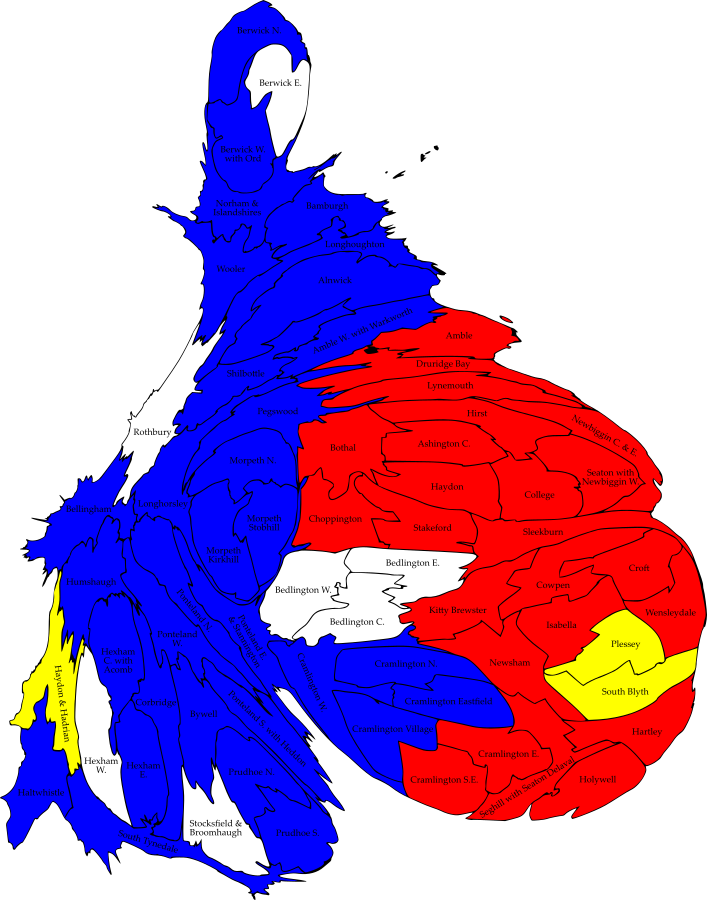 Berwick N.
Berwick E.
Berwick W.
with Ord
Norham &
Islandshires
Bamburgh
Longhoughton
Wooler
Alnwick
Amble W. with Warkworth
Amble
Shilbottle
Druridge Bay
Lynemouth
Pegswood
Hirst
Newbiggin C. & E.
Rothbury
Bothal
Ashington C.
Morpeth N.
Seaton with
Newbiggin W.
Haydon
College
Bellingham
Longhorsley
Morpeth
Stobhill
Choppington
Stakeford
Sleekburn
Morpeth
Kirkhill
Bedlington E.
Croft
Humshaugh
Cowpen
Bedlington W.
Ponteland N.
Kitty Brewster
Wensleydale
Bedlington C.
Isabella
Ponteland
W.
Ponteland E.
& Stannington
Plessey
Hexham
C. with
Acomb
Cramlington N.
Newsham
Haydon & Hadrian
Cramlington W.
South Blyth
Corbridge
Cramlington Eastfield
Bywell
Ponteland S. with Heddon
Cramlington Village
Hartley
Cramlington E.
Hexham
W.
Hexham
E.
Prudhoe N.
Cramlington S.E.
Holywell
Seghill with Seaton Delaval
Haltwhistle
Stocksfield &
Broomhaugh
Prudhoe S.
South Tynedale